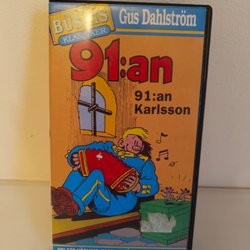 BUSTERS
KLASSIKER
Gus Dahlström
91:an
91:an
Karlsson